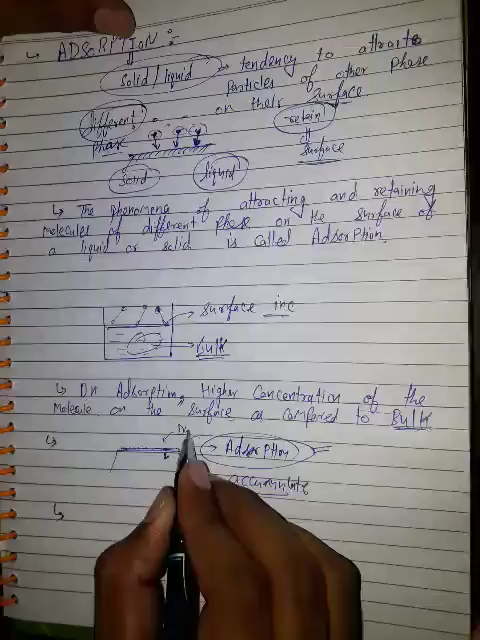 ADSORPTION :-
Solid / liquid → tendency to attracts
Particles of other Phase
on their Surface
different
Phase
retain
Surface
Solid
liquid
↳ The Phenomena of attracting and retaining
Molecules of different Phase on the Surface of
a liquid or solid is called Adsorption.
→ Surface inc
→ Bulk
↳ In Adsorption, Higher Concentration of the
Molecule on the "Surface as compared to Bulk
→ Adsorption
accumulate